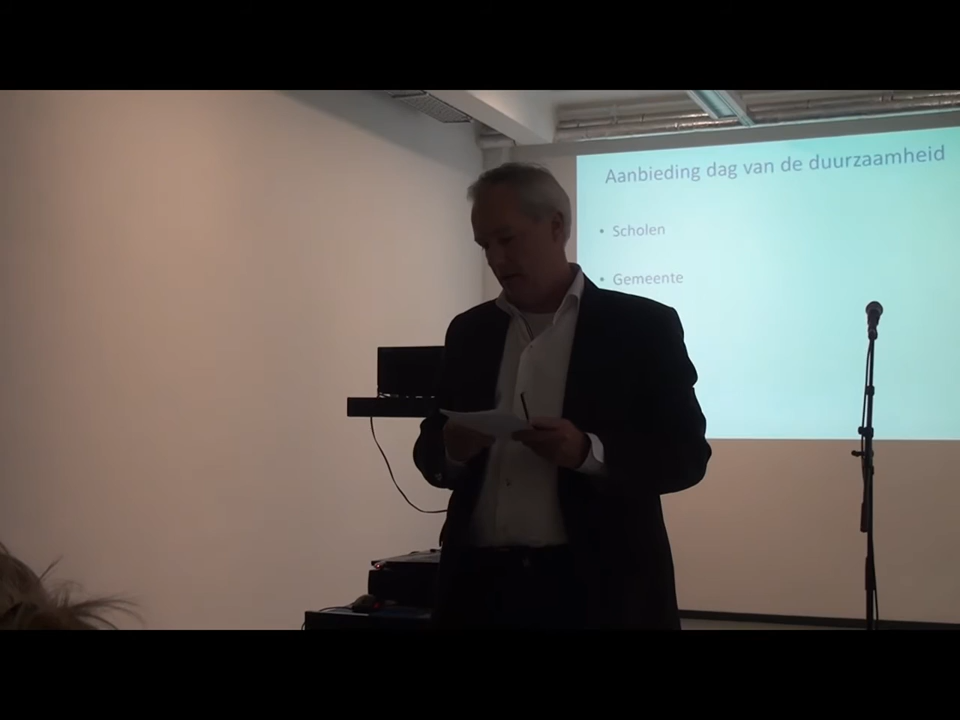 Aanbieding dag van de duurzaamheid
• Scholen
• Gemeente